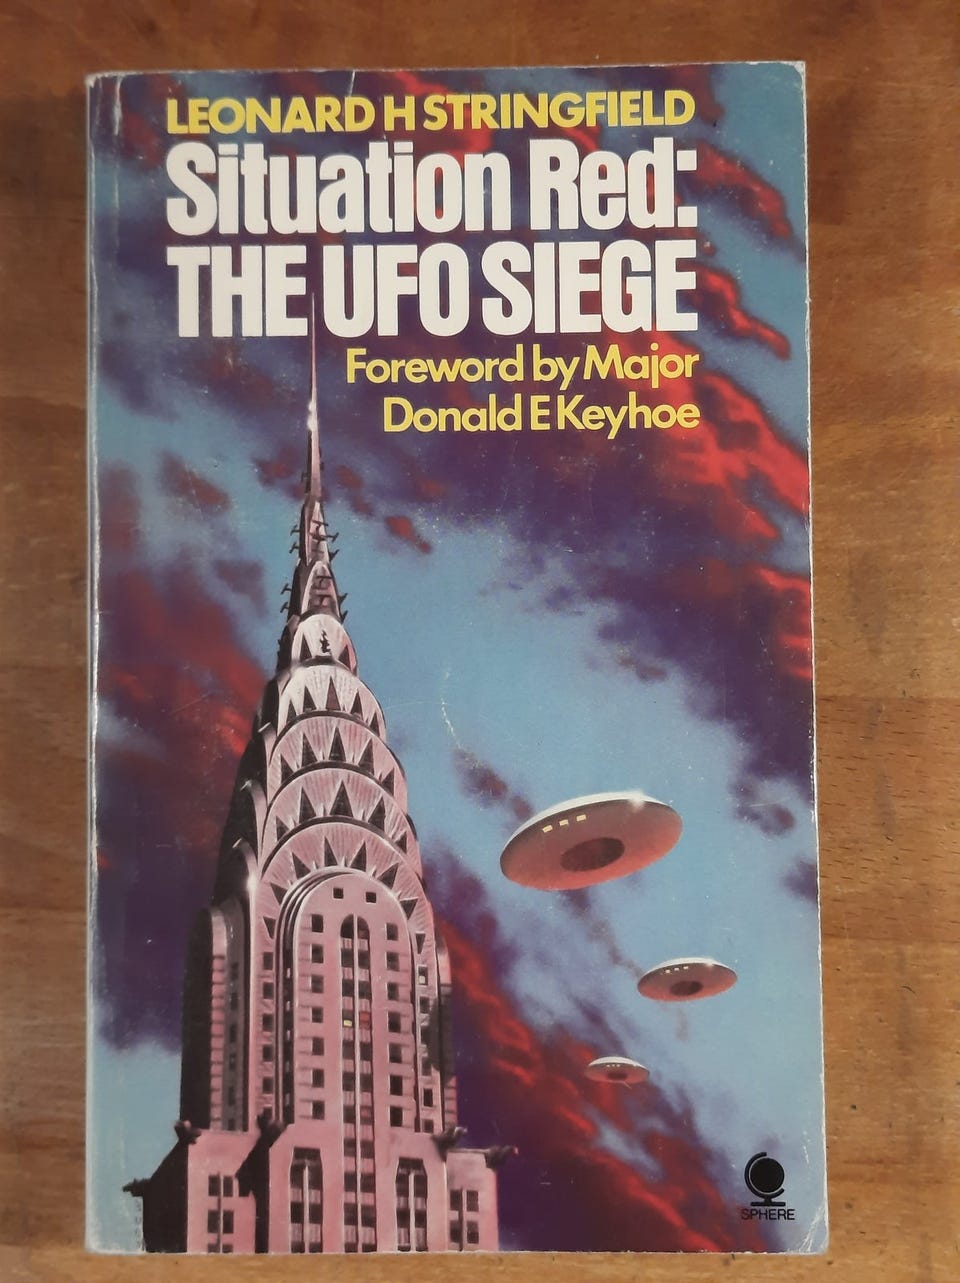 LEONARD H STRINGFIELD
Situation Red:
THE UFO SIEGE
Foreword by Major
Donald E Keyhoe
SPHERE